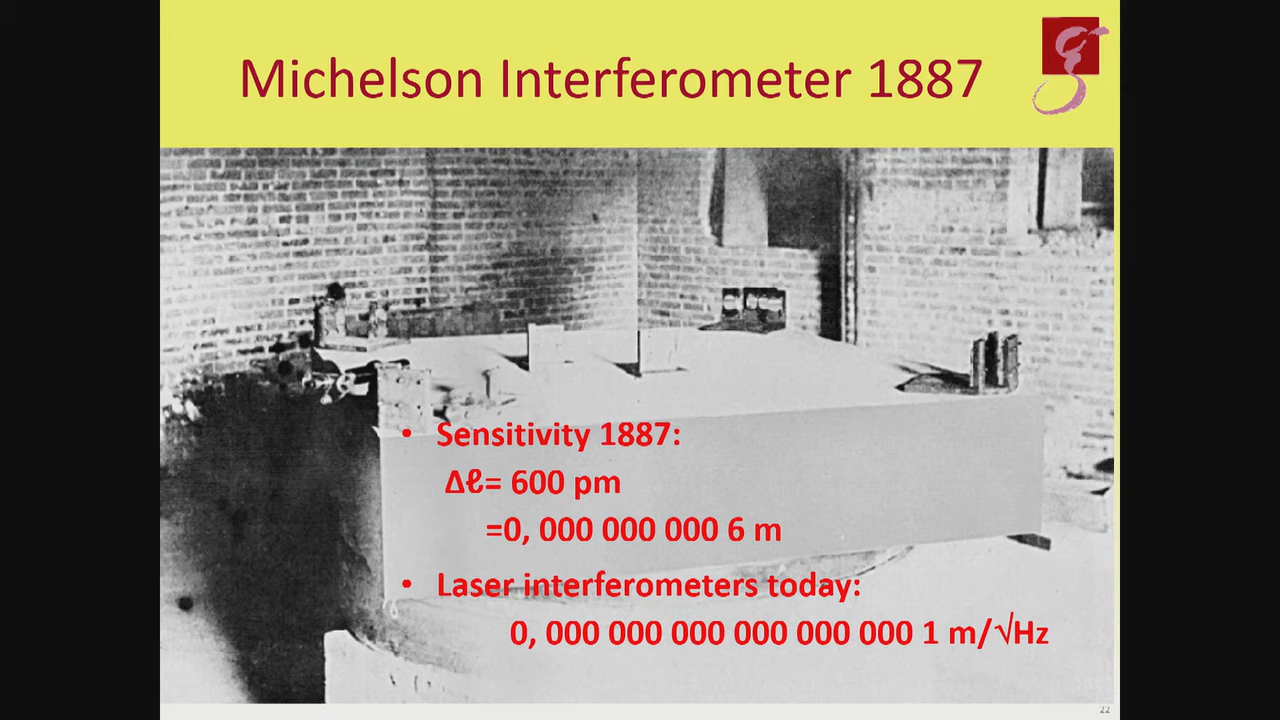 Michelson Interferometer 1887
• Sensitivity 1887:
Δℓ= 600 pm
=0, 000 000 000 6 m
• Laser interferometers today:
0, 000 000 000 000 000 000 1 m/√Hz
22